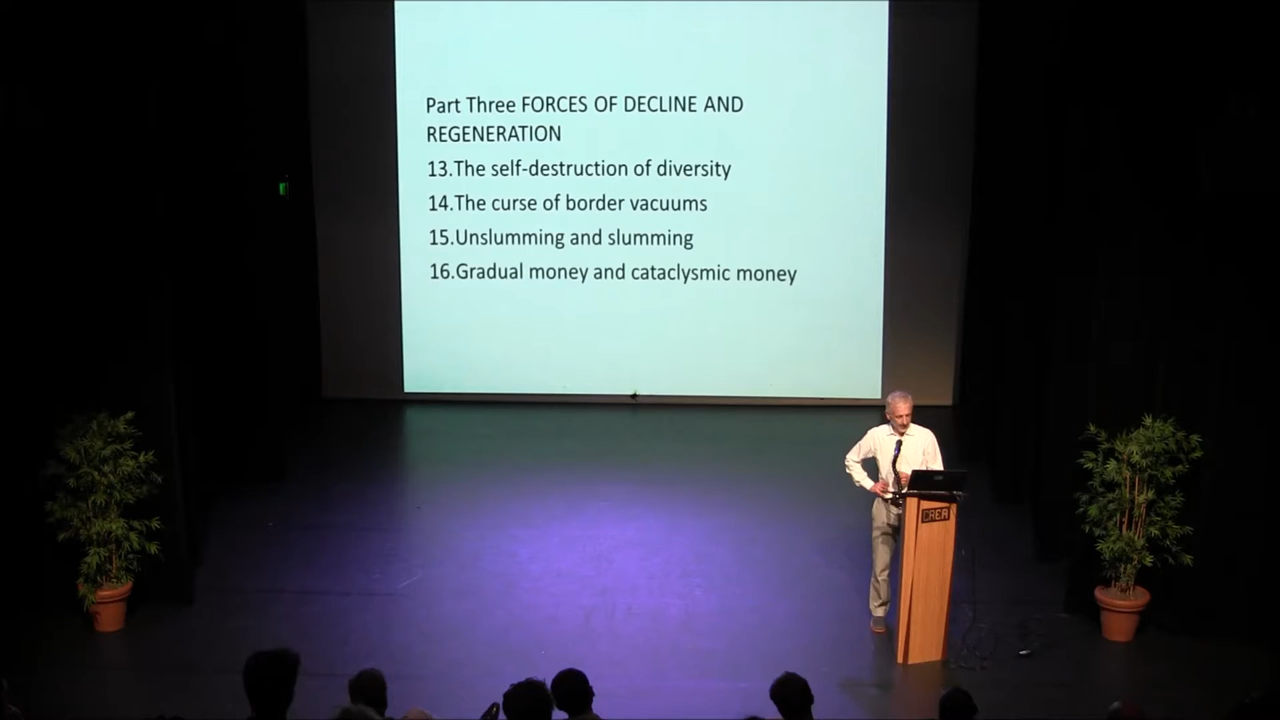 Part Three FORCES OF DECLINE AND
REGENERATION
13.The self-destruction of diversity
14.The curse of border vacuums
15.Unslumming and slumming
16.Gradual money and cataclysmic money
CREA